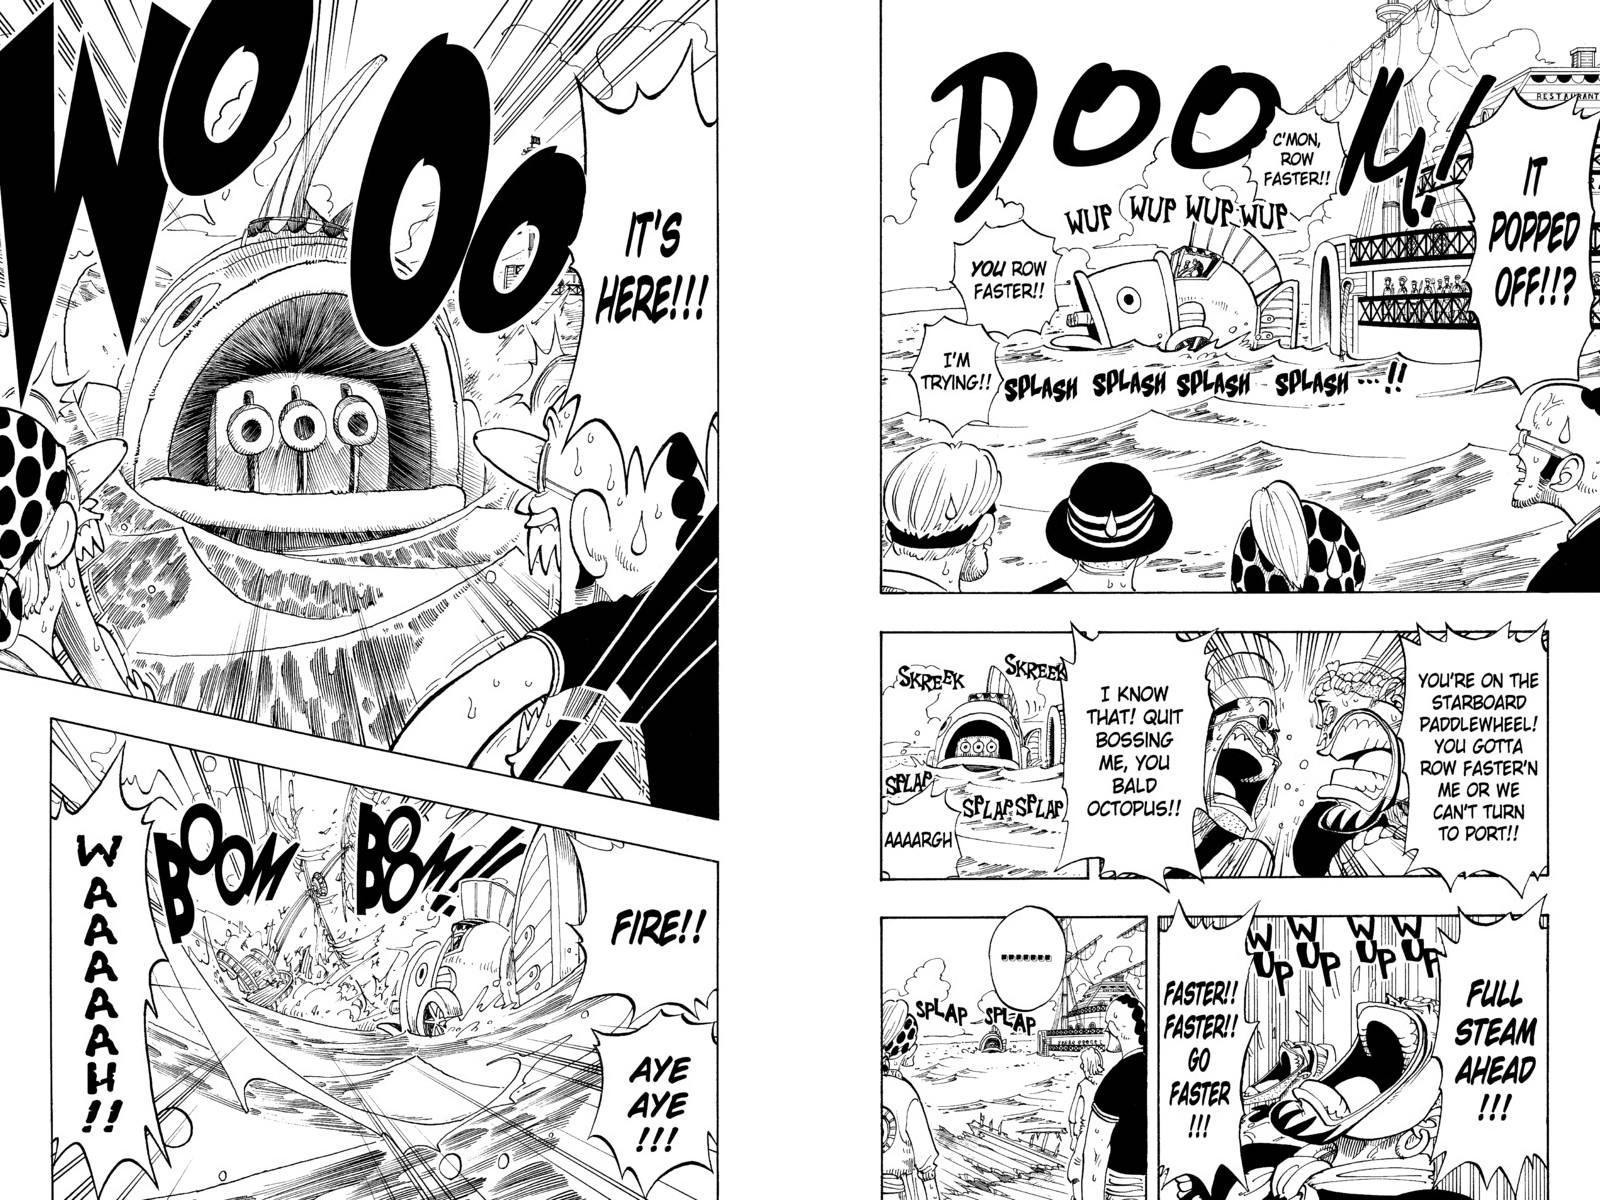 RESTAURANT
IT
POPPED
OFF!!?
DOOM!
C'MON,
ROW
FASTER!!
WUP WUP WUP WUP
YOU ROW
FASTER!!
I'M
TRYING!!
SPLASH SPLASH SPLASH SPLASH...!!
YOU'RE ON THE
STARBOARD
PADDLEWHEEL!
YOU GOTTA
ROW FASTER'N
ME OR WE
CAN'T TURN
TO PORT!!
I KNOW
THAT! QUIT
BOSSING
ME, YOU
BALD
OCTOPUS!!
SKREEK
SKREEK
SPLAP
SPLAP SPLAP
AAAARGH
FULL
STEAM
AHEAD
!!!
WUP WUP WUP WUP
FASTER!!
FASTER!!
GO
FASTER
!!!
.......
SPLAP
SPLAP
WOOOO
IT'S
HERE!!!
FIRE!!
AYE
AYE!!
!!!
BOOM
BOOM!!
WAAAAAH!!